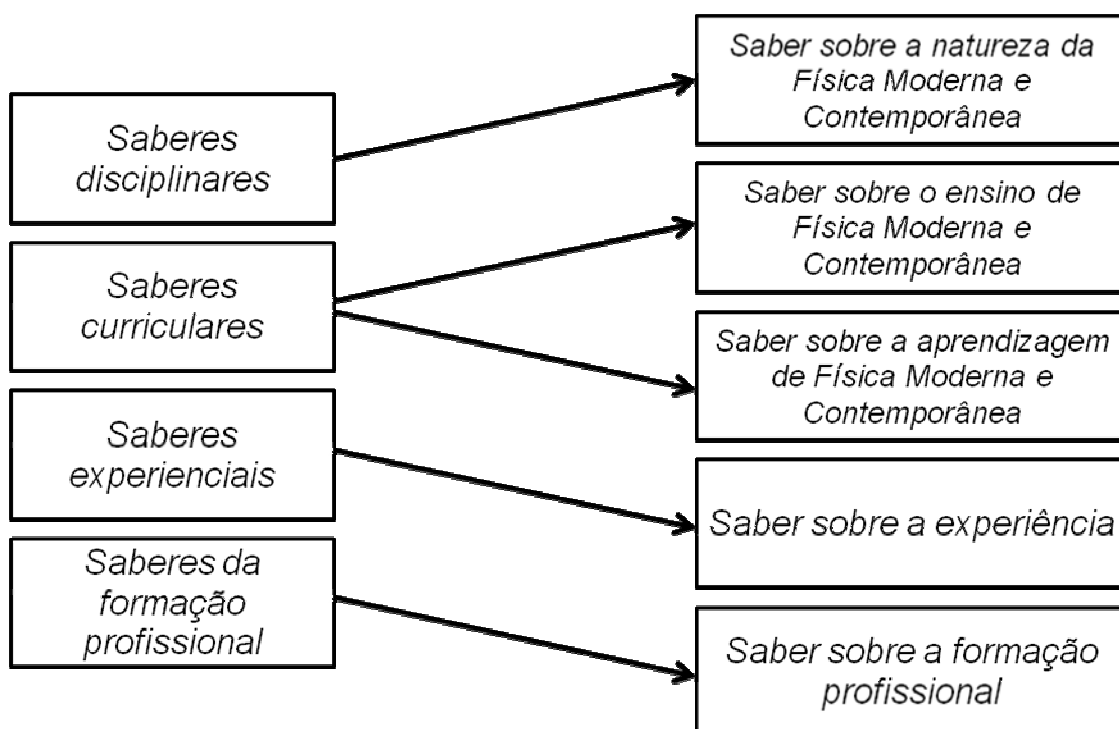 Saberes
disciplinares
Saberes
curriculares
Saberes
experienciais
Saberes da
formação
profissional
Saber sobre a natureza da
Física Moderna e
Contemporânea
Saber sobre o ensino de
Física Moderna e
Contemporânea
Saber sobre a aprendizagem
de Física Moderna e
Contemporânea
Saber sobre a experiência
Saber sobre a formação
profissional